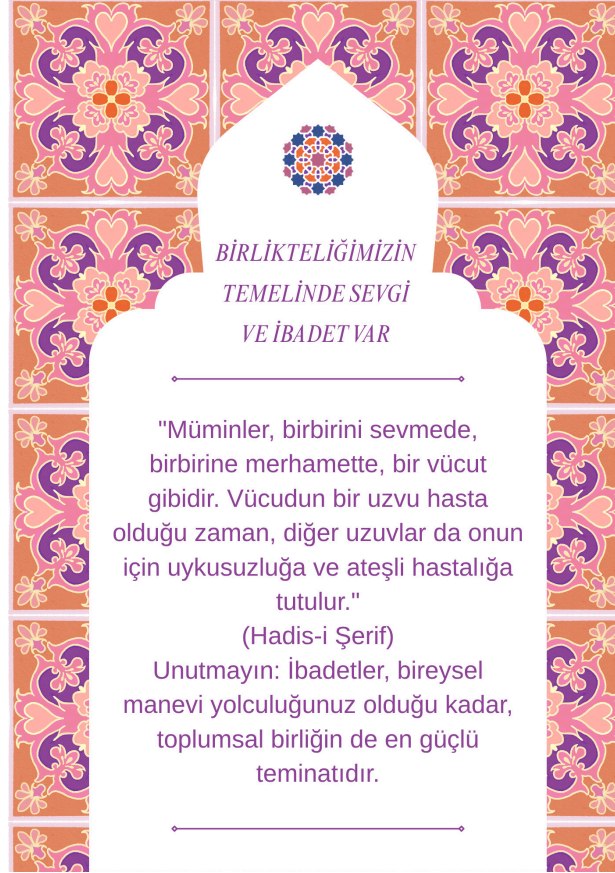 BİRLİKTELİĞİMİZİN
TEMELİNDE SEVGİ
VE İBADET VAR
"Müminler, birbirini sevmede,
birbirine merhamette, bir vücut
gibidir. Vücudun bir uzvu hasta
olduğu zaman, diğer uzuvlar da onun
için uykusuzluğa ve ateşli hastalığa
tutulur."
(Hadis-i Şerif)
Unutmayın: İbadetler, bireysel
manevi yolculuğunuz olduğu kadar,
toplumsal birliğin de en güçlü
teminatıdır.